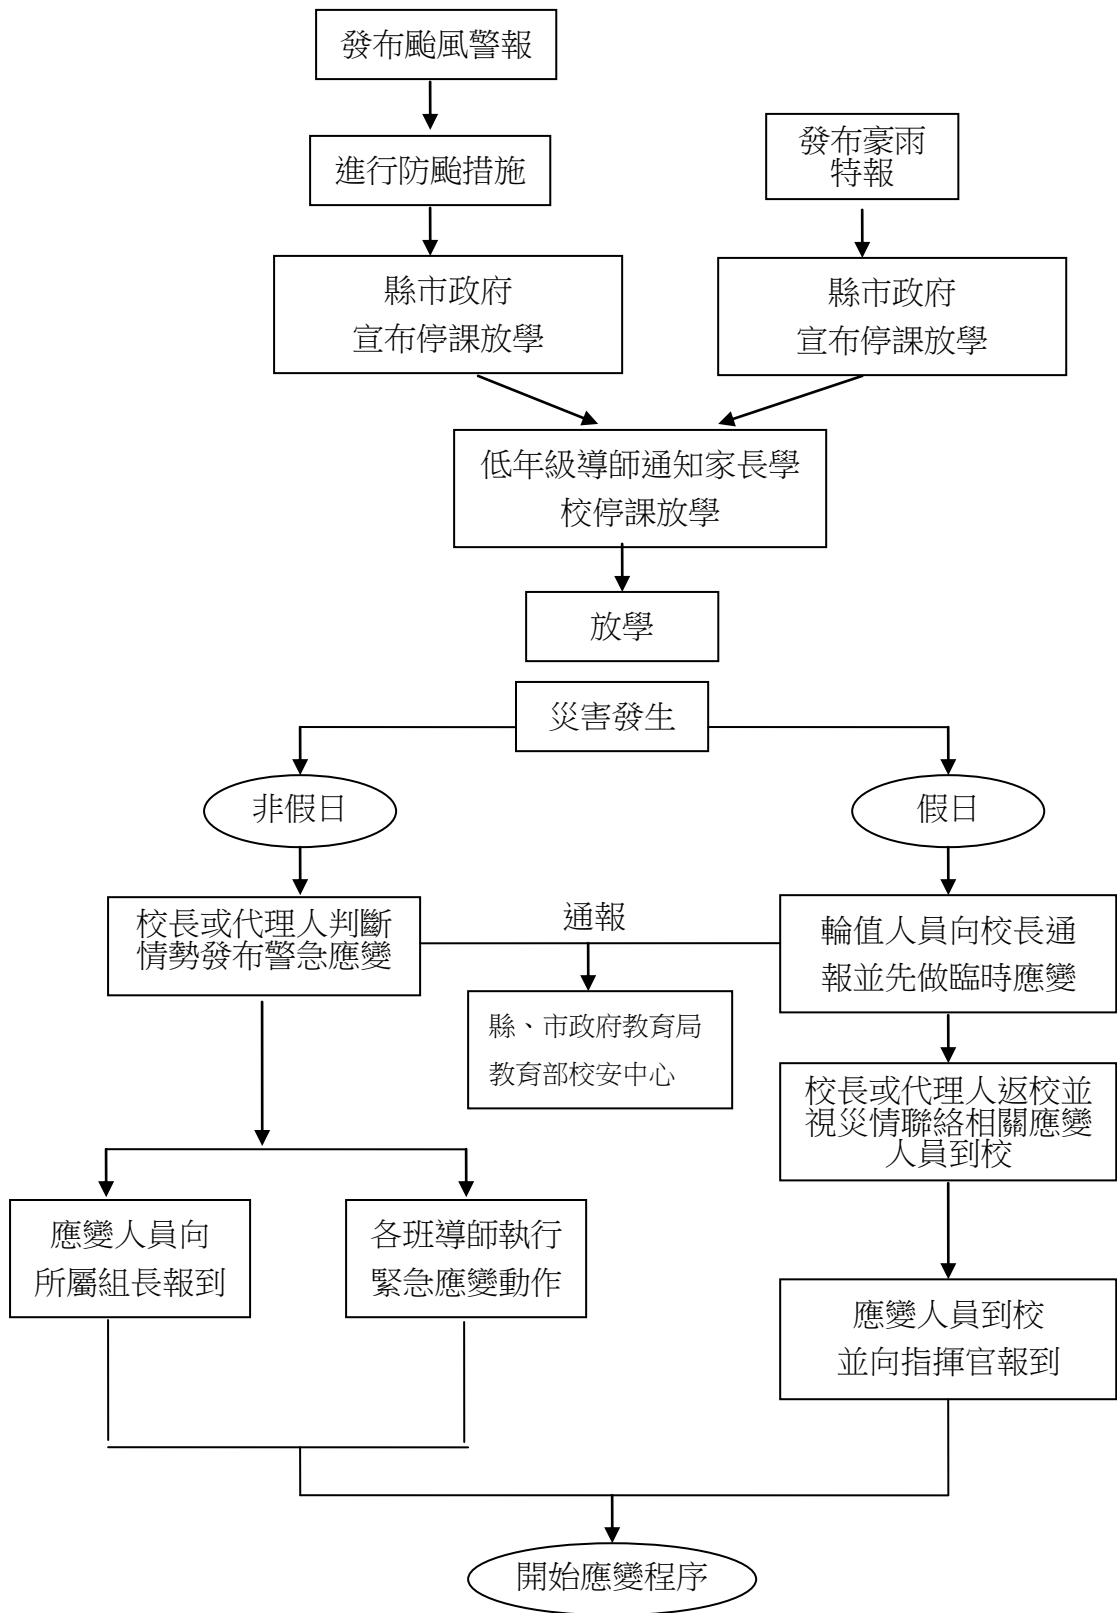 發布颱風警報
進行防颱措施
發布豪雨
特報
縣市政府
宣布停課放學
縣市政府
宣布停課放學
低年級導師通知家長學
校停課放學
放學
災害發生
非假日
假日
校長或代理人判斷
情勢發布警急應變
通報
輪值人員向校長通
報並先做臨時應變
縣、市政府教育局
教育部校安中心
校長或代理人返校並
視災情聯絡相關應變
人員到校
應變人員向
所屬組長報到
各班導師執行
緊急應變動作
應變人員到校
並向指揮官報到
開始應變程序